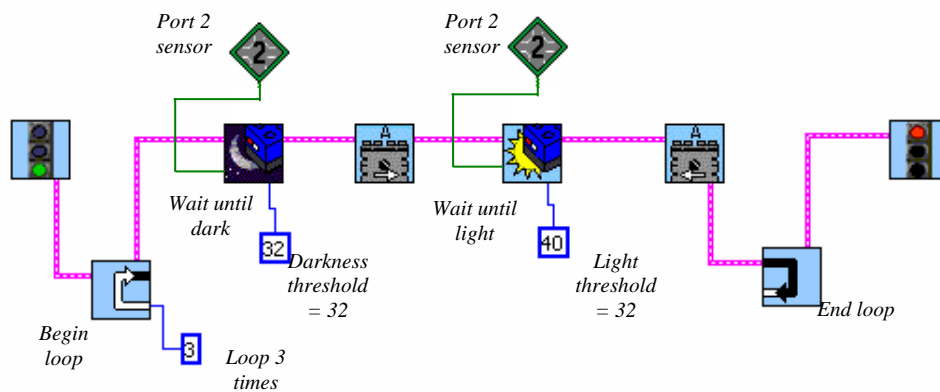 Port 2
sensor
2
Port 2
sensor
2
A
A
Wait until
dark
Wait until
light
32
Darkness
threshold
= 32
40
Light
threshold
= 32
Begin
loop
3
Loop 3
times
End loop